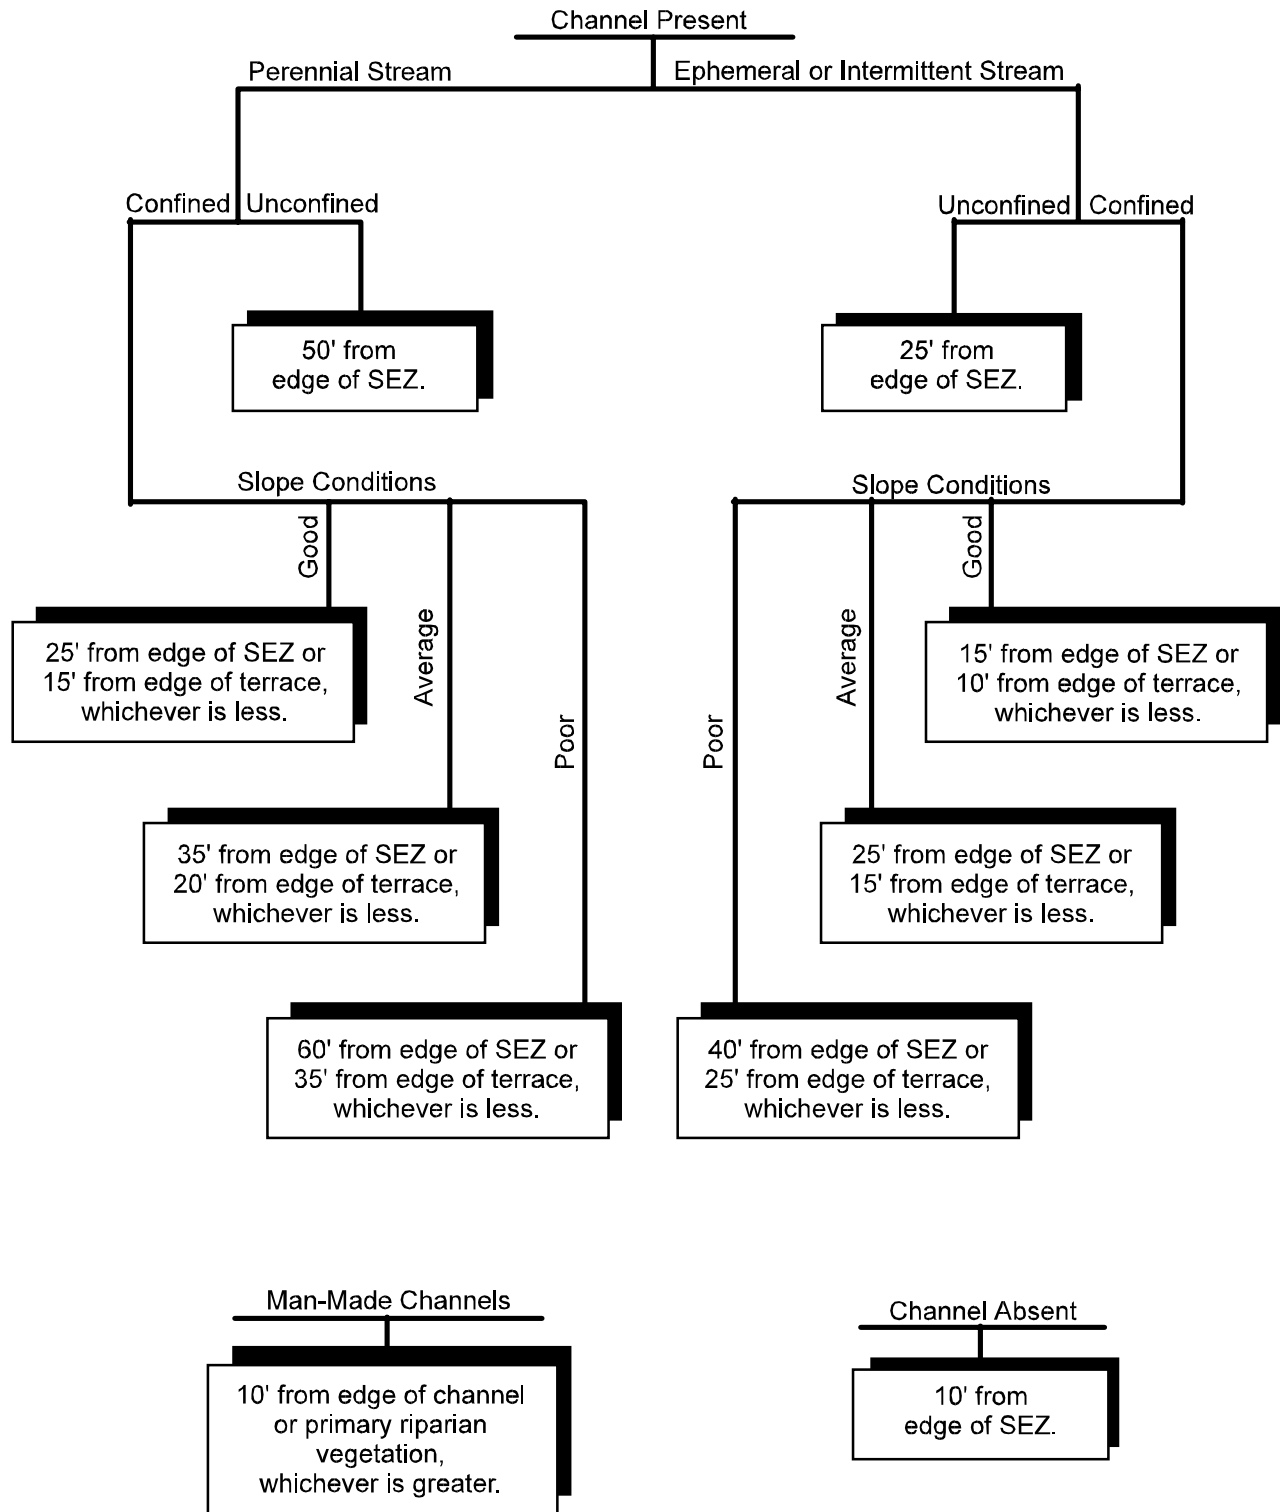 Channel Present
Perennial Stream
Ephemeral or Intermittent Stream
Confined
Unconfined
Unconfined
Confined
50' from
edge of SEZ.
25' from
edge of SEZ.
Slope Conditions
Slope Conditions
Good
Average
Poor
Poor
Average
Good
25' from edge of SEZ or
15' from edge of terrace,
whichever is less.
15' from edge of SEZ or
10' from edge of terrace,
whichever is less.
35' from edge of SEZ or
20' from edge of terrace,
whichever is less.
25' from edge of SEZ or
15' from edge of terrace,
whichever is less.
60' from edge of SEZ or
35' from edge of terrace,
whichever is less.
40' from edge of SEZ or
25' from edge of terrace,
whichever is less.
Man-Made Channels
10' from edge of channel
or primary riparian
vegetation,
whichever is greater.
Channel Absent
10' from
edge of SEZ.